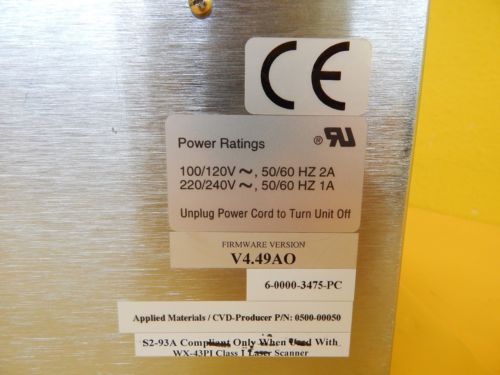 CE
Power Ratings
® RU
100/120V ~, 50/60 HZ 2A
220/240V ~, 50/60 HZ 1A
Unplug Power Cord to Turn Unit Off
FIRMWARE VERSION
V4.49AO
6-0000-3475-PC
Applied Materials / CVD-Producer P/N: 0500-00050
S2-93A Compliant Only When Used With
WX-43PI Class I Laser Scanner